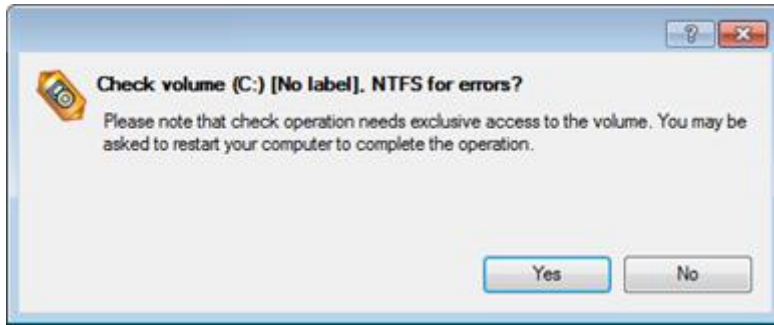 Check volume (C:) [No label], NTFS for errors?
Please note that check operation needs exclusive access to the volume. You may be
asked to restart your computer to complete the operation.
Yes No